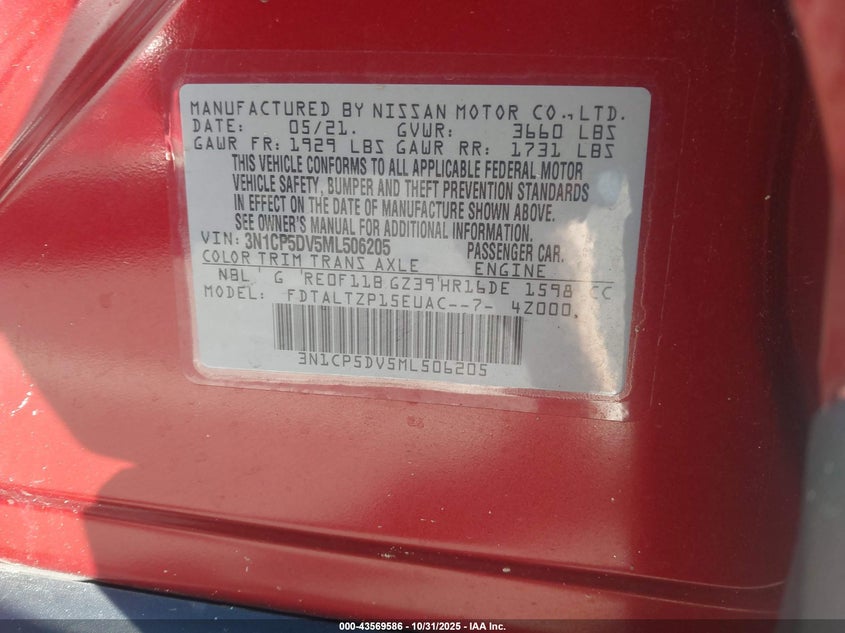 MANUFACTURED BY NISSAN MOTOR CO., LTD.
DATE: 05/21. GVWR: 3660 LBS
GAWR FR: 1929 LBS GAWR RR: 1731 LBS
THIS VEHICLE CONFORMS TO ALL APPLICABLE FEDERAL MOTOR
VEHICLE SAFETY, BUMPER AND THEFT PREVENTION STANDARDS
IN EFFECT ON THE DATE OF MANUFACTURE SHOWN ABOVE.
SEE OWNER'S MANUAL FOR ADDITIONAL INFORMATION.
VIN: 3N1CP5DV5ML506205 PASSENGER CAR.
COLOR TRIM TRANS AXLE ENGINE
NBL G RE0F11B GZ39 HR16DE 1598 CC
MODEL: FDTALTZP15EUAC--7- 4Z000.
3N1CP5DV5ML506205
000-43569586 - 10/31/2025 - IAA Inc.